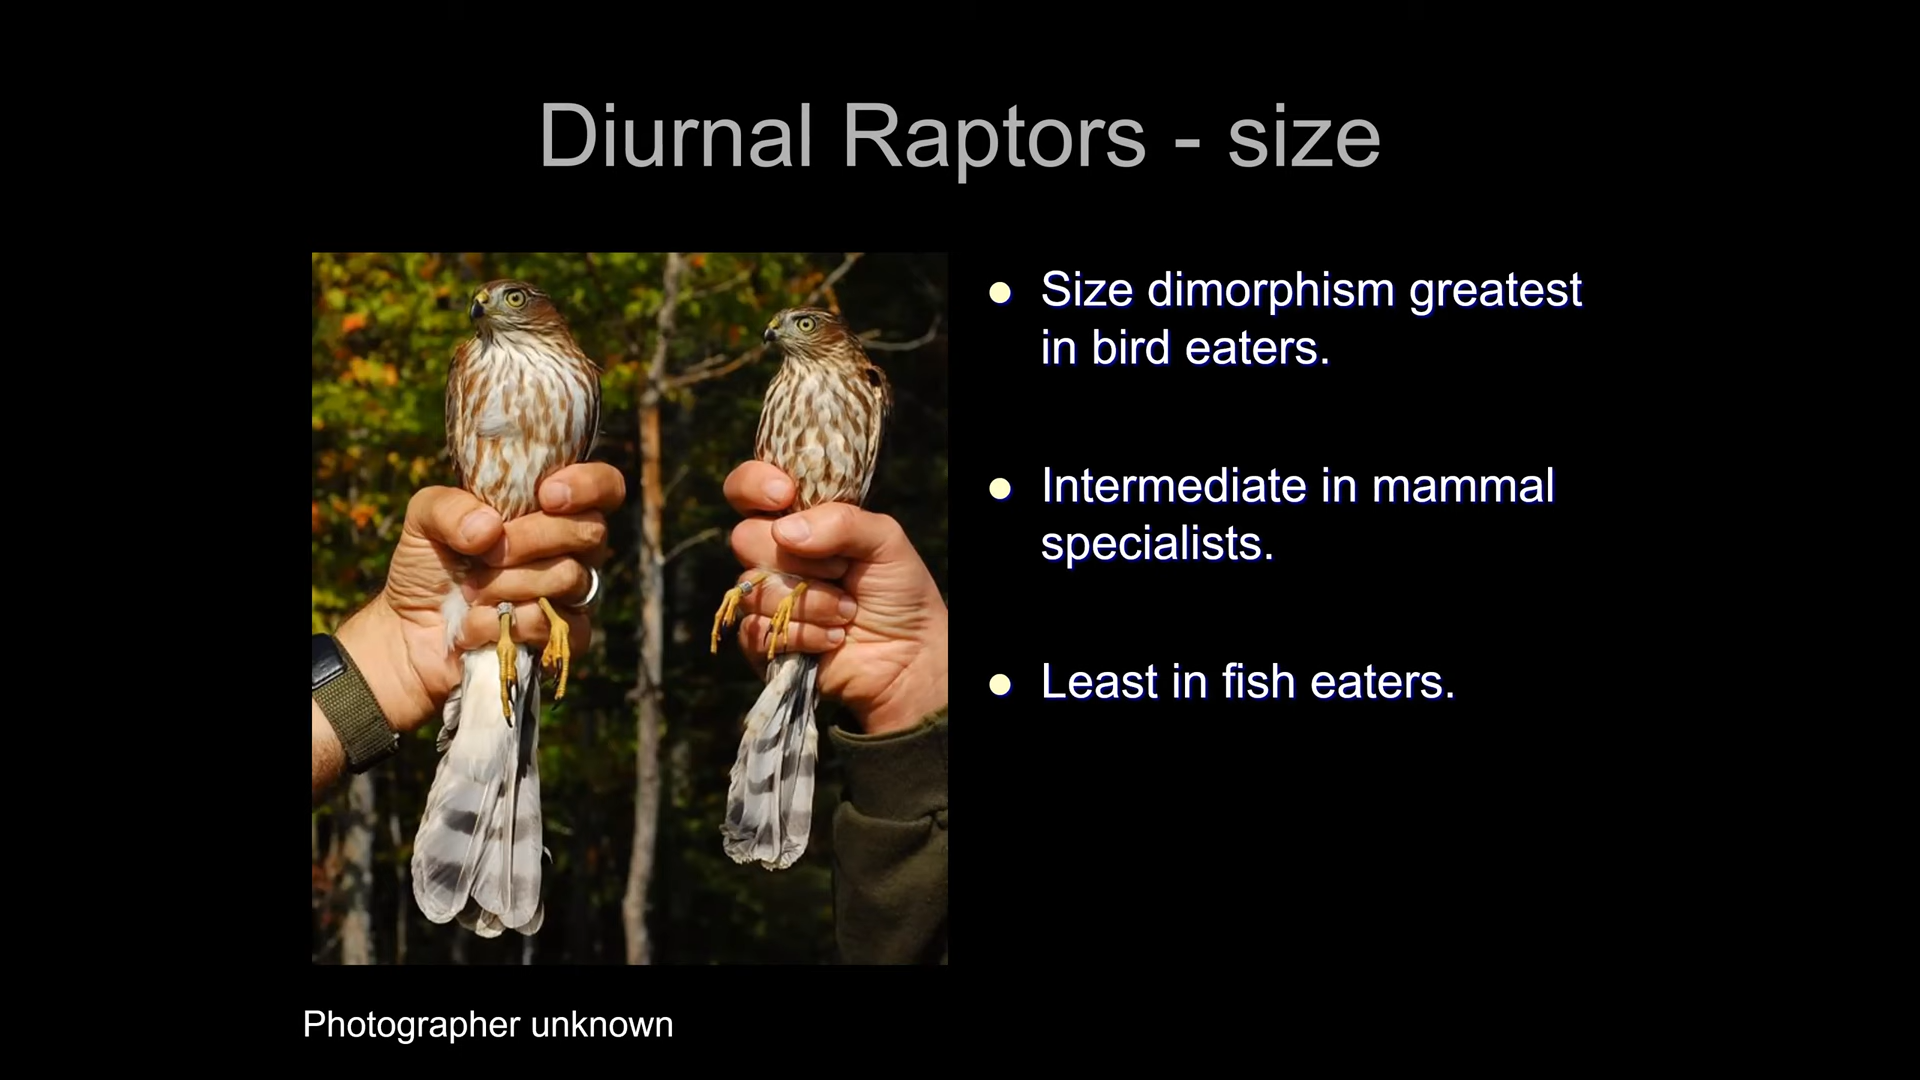 Diurnal Raptors - size
Size dimorphism greatest
in bird eaters.
Intermediate in mammal
specialists.
Least in fish eaters.
Photographer unknown